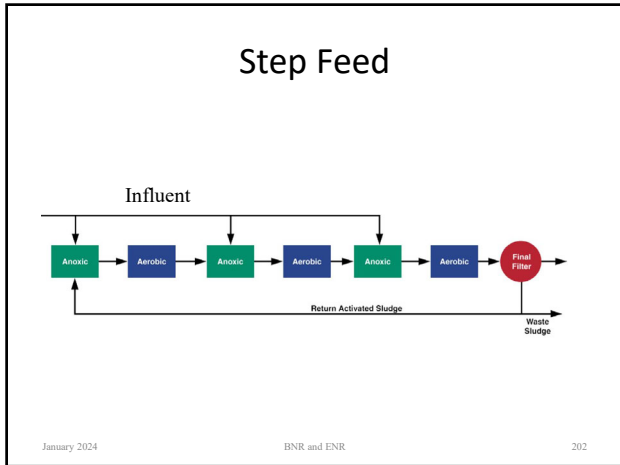 Step Feed
Influent
Anoxic
Aerobic
Anoxic
Aerobic
Anoxic
Aerobic
Final
Filter
Return Activated Sludge
Waste
Sludge
January 2024
BNR and ENR
202